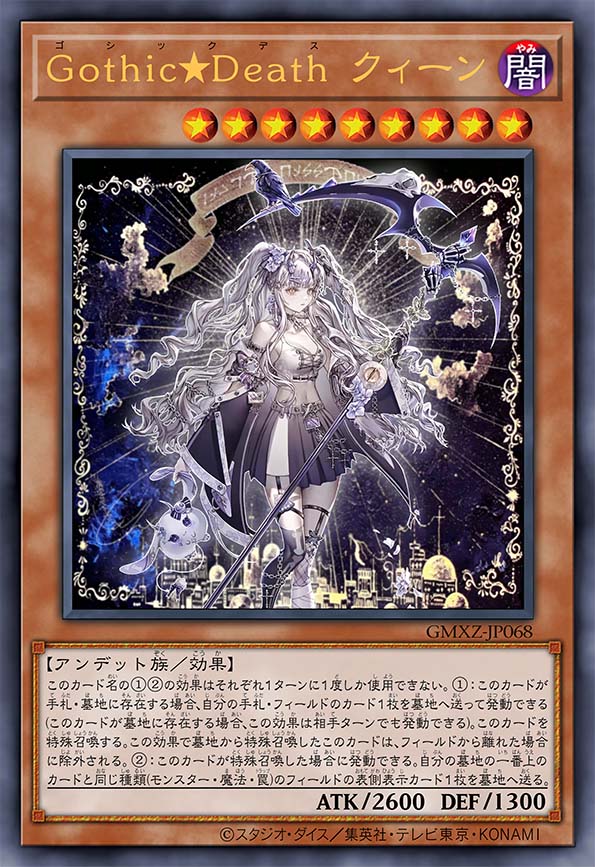 ゴシックデス
Gothic★Death クィーン
やみ
闇
GMXZ-JP068
【アンデット族／効果】
このカード名の①②の効果はそれぞれ1ターンに1度しか使用できない。①：このカードが
手札・墓地に存在する場合、自分の手札・フィールドのカード1枚を墓地へ送って発動できる
(このカードが墓地に存在する場合、この効果は相手ターンでも発動できる)。このカードを
特殊召喚する。この効果で墓地から特殊召喚したこのカードは、フィールドから離れた場合
に除外される。②：このカードが特殊召喚した場合に発動できる。自分の墓地の一番上の
カードと同じ種類(モンスター・魔法・罠)のフィールドの表側表示カード1枚を墓地へ送る。
ATK/2600 DEF/1300
©スタジオ・ダイス／集英社・テレビ東京・KONAMI